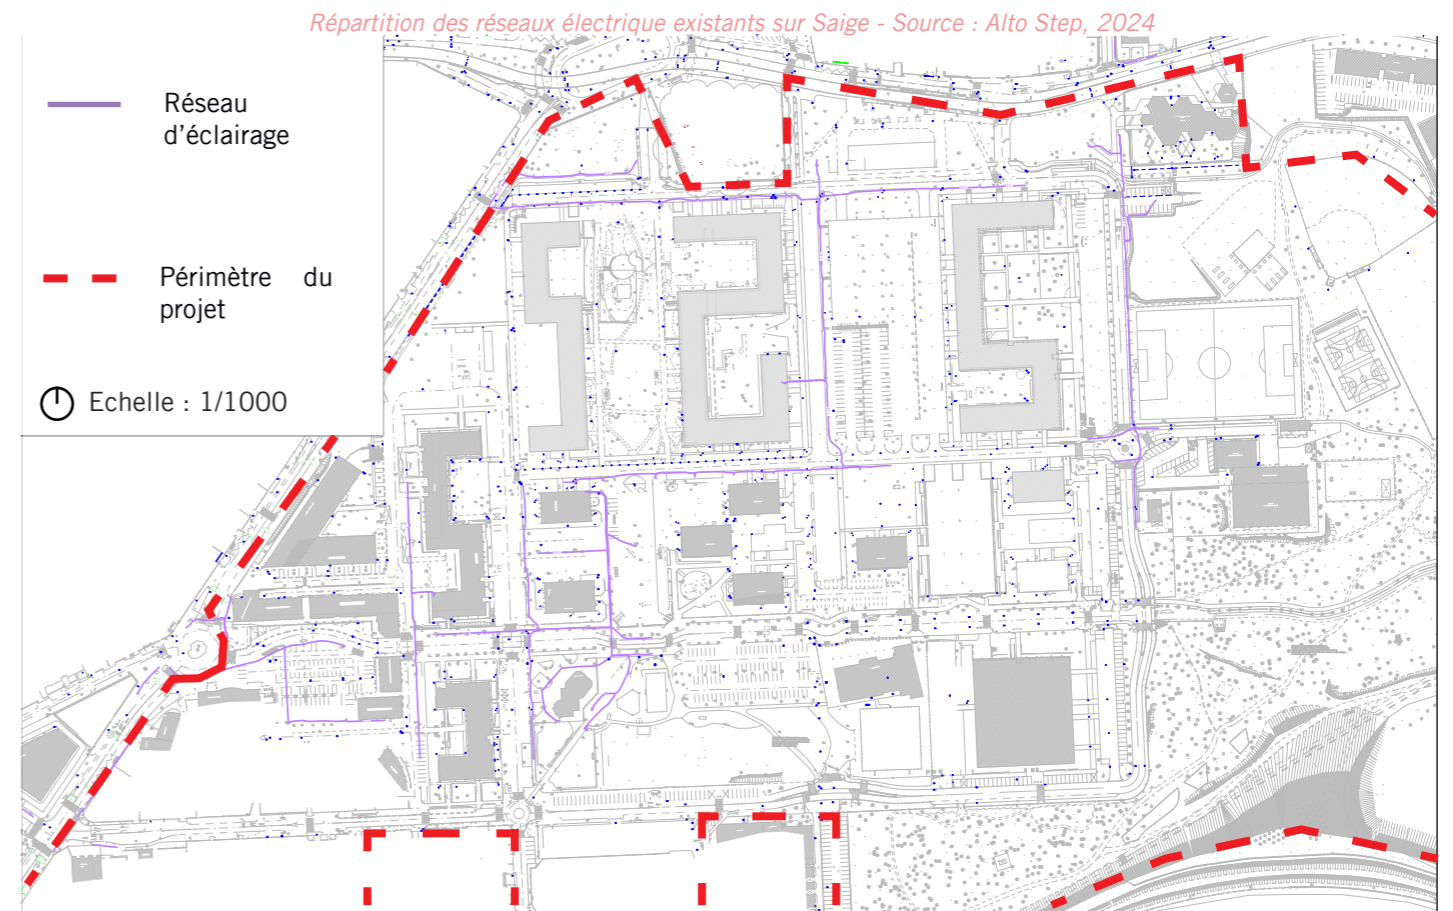 Répartition des réseaux électrique existants sur Saige - Source : Alto Step, 2024
Réseau
d’éclairage
Périmètre du
projet
Echelle : 1/1000